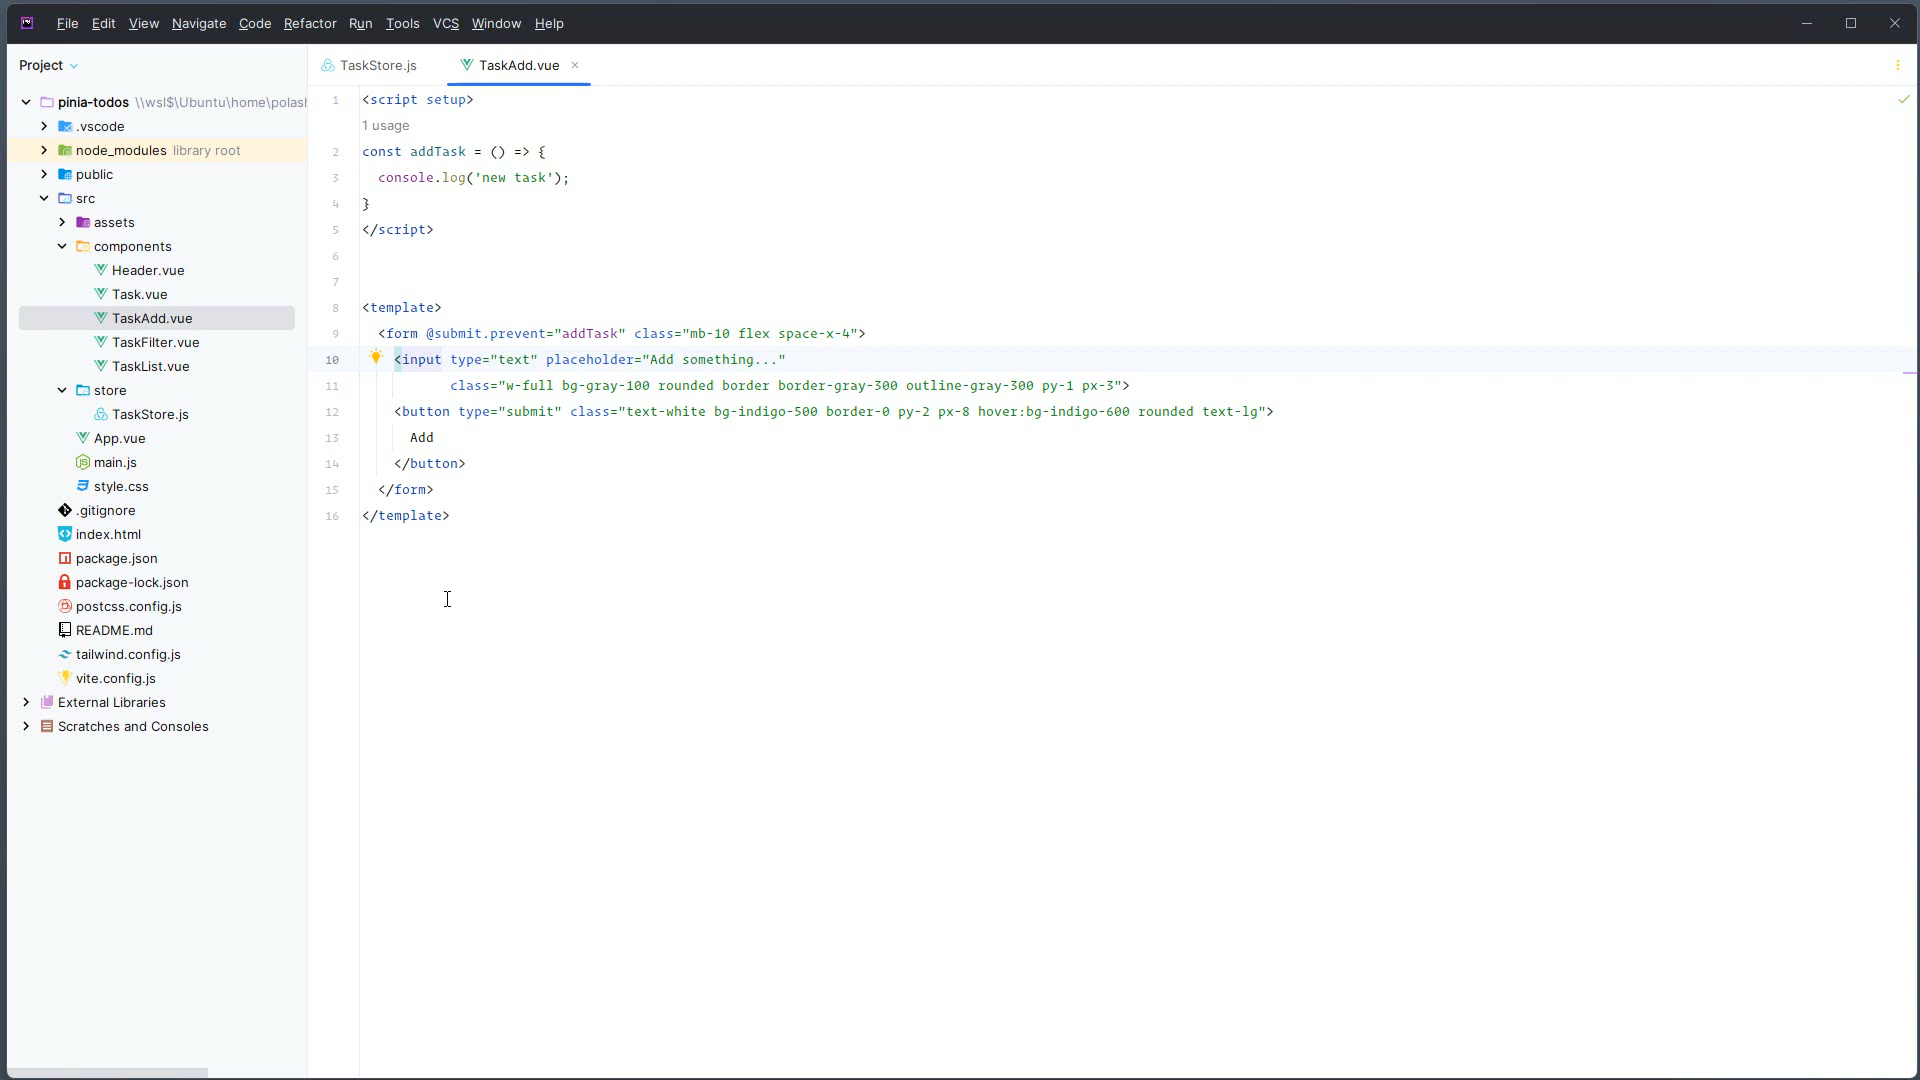 File Edit View Navigate Code Refactor Run Tools VCS Window Help
Project
pinia-todos \\wsl$\Ubuntu\home\polash
.vscode
node_modules library root
public
src
assets
components
Header.vue
Task.vue
TaskAdd.vue
TaskFilter.vue
TaskList.vue
store
TaskStore.js
App.vue
main.js
style.css
.gitignore
index.html
package.json
package-lock.json
postcss.config.js
README.md
tailwind.config.js
vite.config.js
External Libraries
Scratches and Consoles
TaskStore.js TaskAdd.vue
1 <script setup>
1 usage
2 const addTask = () => {
3 console.log('new task');
4 }
5 </script>
6
7
8 <template>
9 <form @submit.prevent="addTask" class="mb-10 flex space-x-4">
10 <input type="text" placeholder="Add something..."
11 class="w-full bg-gray-100 rounded border border-gray-300 outline-gray-300 py-1 px-3">
12 <button type="submit" class="text-white bg-indigo-500 border-0 py-2 px-8 hover:bg-indigo-600 rounded text-lg">
13 Add
14 </button>
15 </form>
16 </template>